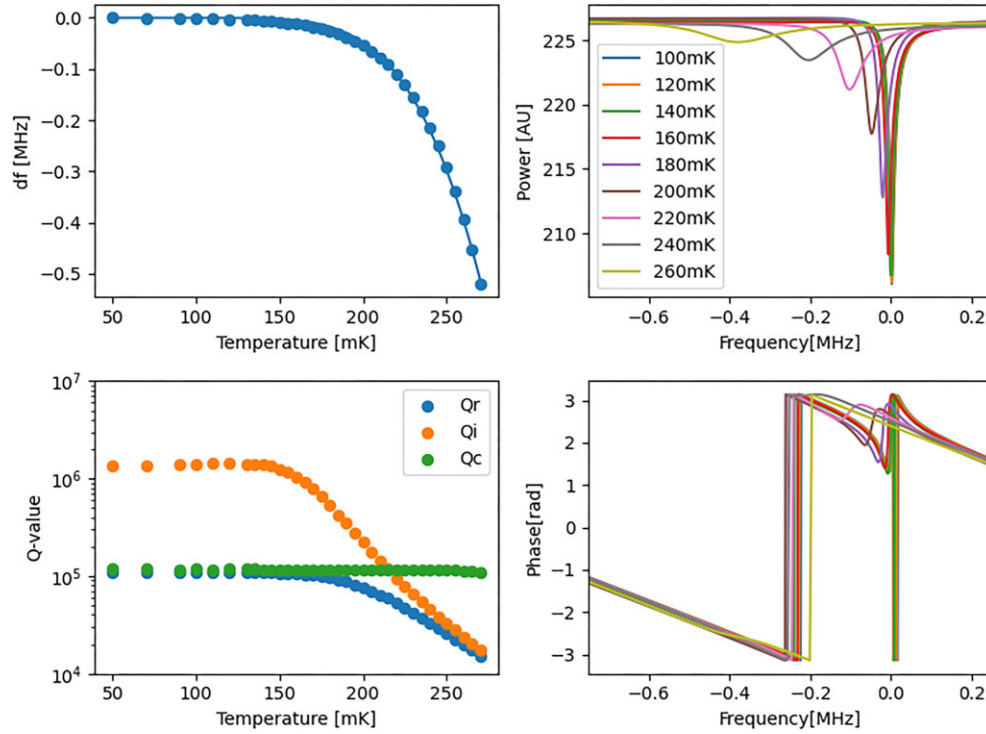 0.0
−0.1
−0.2
−0.3
−0.4
−0.5
df [MHz]
50 100 150 200 250
Temperature [mK]
225
220
215
210
Power [AU]
100mK
120mK
140mK
160mK
180mK
200mK
220mK
240mK
260mK
−0.6 −0.4 −0.2 0.0 0.2
Frequency[MHz]
10^7
10^6
10^5
10^4
Q-value
Qr
Qi
Qc
50 100 150 200 250
Temperature [mK]
3
2
1
0
−1
−2
−3
Phase[rad]
−0.6 −0.4 −0.2 0.0 0.2
Frequency[MHz]